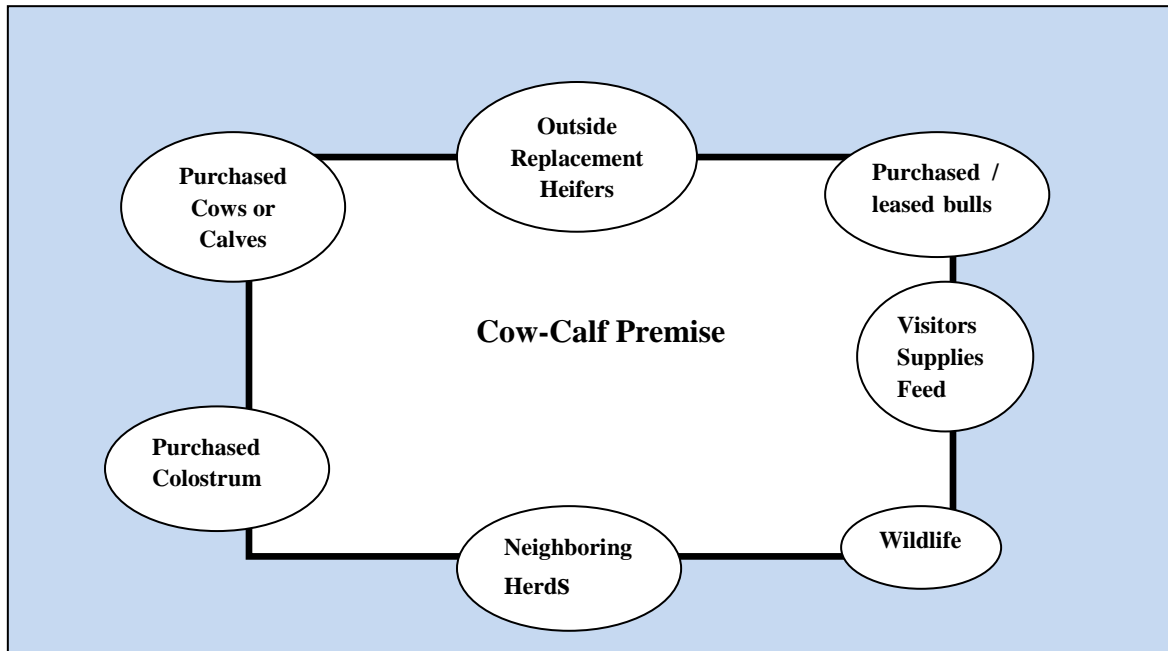 Outside
Replacement
Heifers
Purchased
Cows or
Calves
Purchased /
leased bulls
Cow-Calf Premise
Visitors
Supplies
Feed
Purchased
Colostrum
Neighboring
Herds
Wildlife